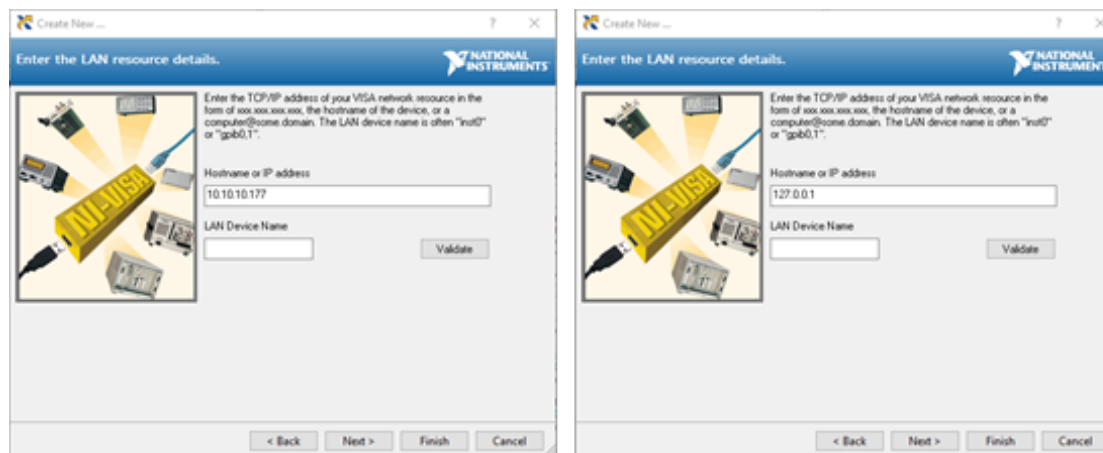 Create New ...
Enter the LAN resource details.
NATIONAL
INSTRUMENTS
Enter the TCP/IP address of your VISA network resource in the
form of xxx.xxx.xxx.xxx, the hostname of the device, or a
computer@some.domain. The LAN device name is often "inst0"
or "gpib0,1".
NI-VISA
Hostname or IP address
10.10.10.177
LAN Device Name
Validate
< Back Next > Finish Cancel
Create New ...
Enter the LAN resource details.
NATIONAL
INSTRUMENT
Enter the TCP/IP address of your VISA network resource in the
form of xxx.xxx.xxx.xxx, the hostname of the device, or a
computer@some.domain. The LAN device name is often "inst0"
or "gpib0,1".
NI-VISA
Hostname or IP address
127.0.0.1
LAN Device Name
Validate
< Back Next > Finish Cancel